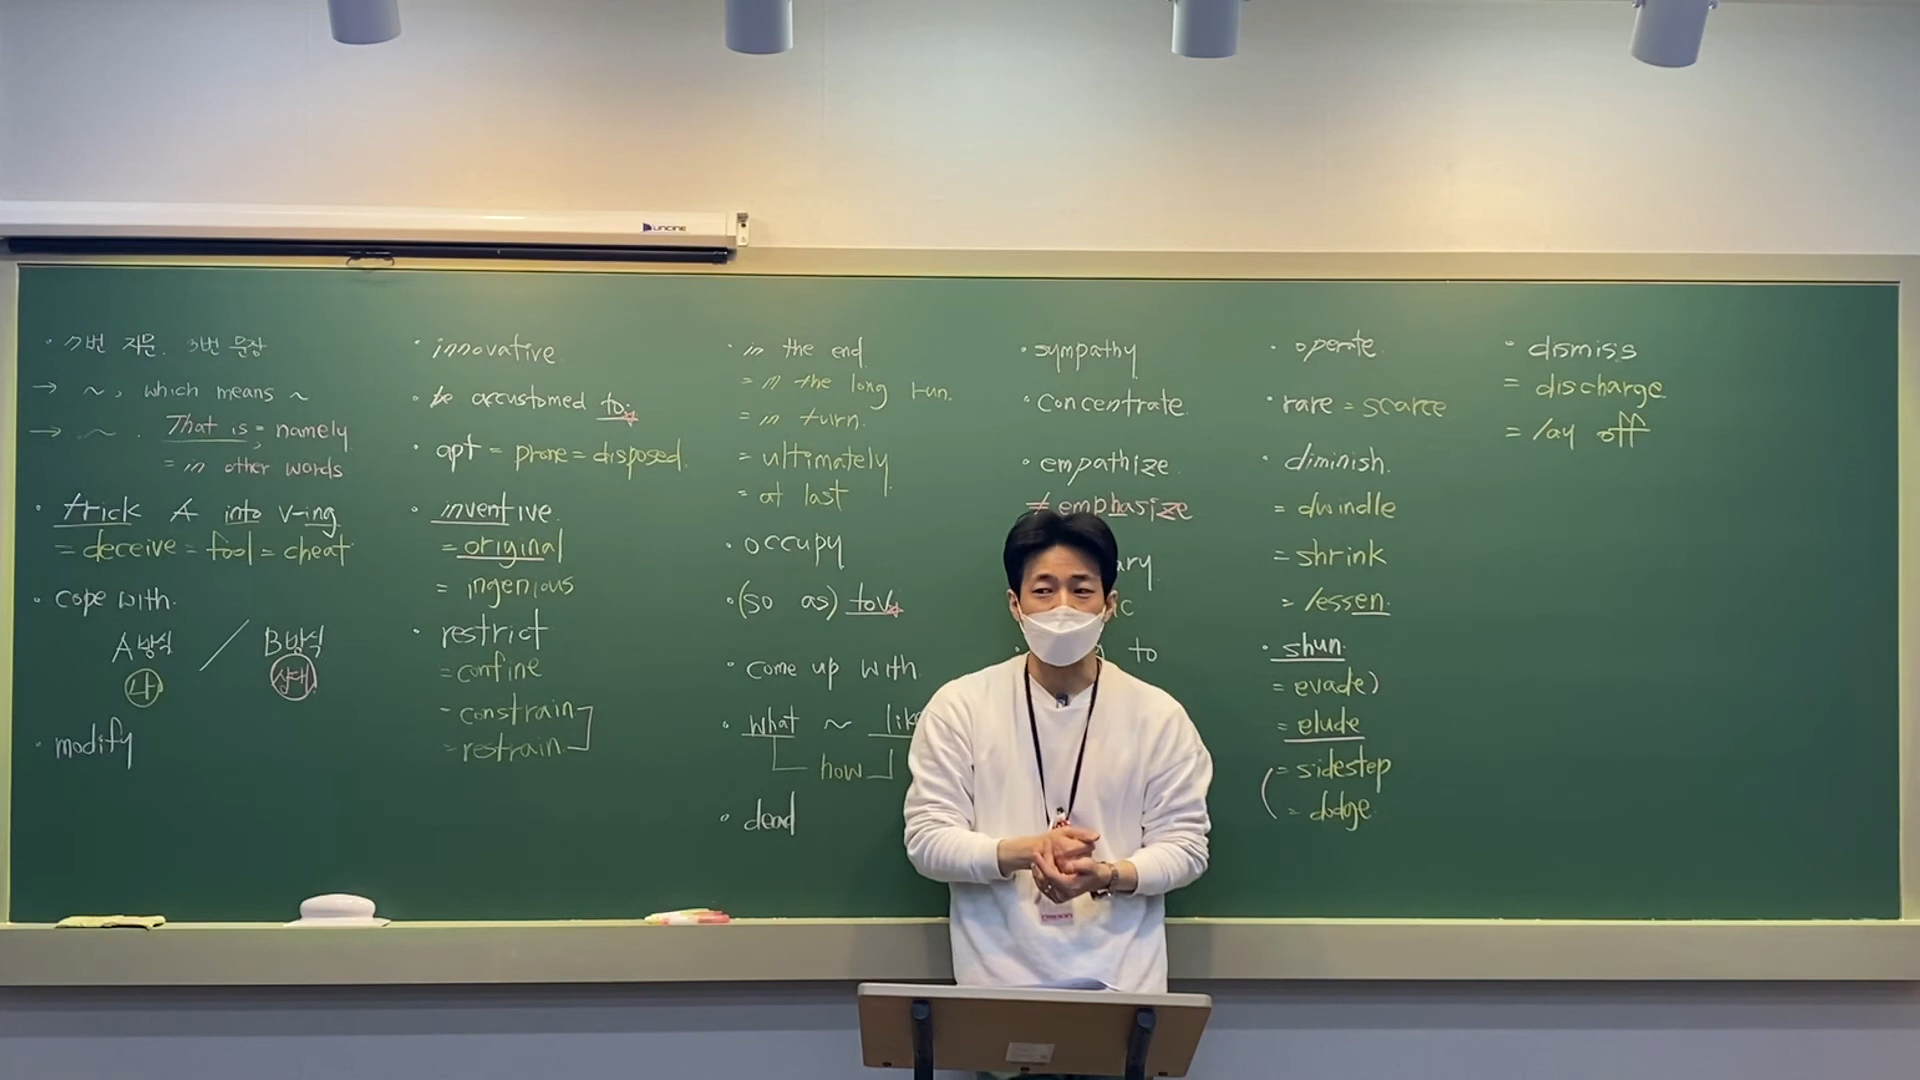 UNCINE
· 7번 지문. 3번 문장
→ ~, which means ~
→ ~. That is, = namely
= in other words
· trick A into v-ing
= deceive = fool = cheat
· cope with.
A방식 / B방식
나 상대
· modify
· innovative.
· be accustomed to
· apt = prone = disposed.
· inventive.
= original
= ingenious
· restrict
= confine
- constrain
= restrain
· in the end.
= in the long run.
= in turn.
= ultimately
= at last
· occupy
· (so as) to v
· come up with
· what ~ like
how
· dead
· sympathy
· concentrate.
· empathize.
≠ emphasize
ary
c
to
· operate.
· rare = scarce
· diminish.
= dwindle
= shrink
= lessen.
· shun.
= evade)
= elude
(= sidestep
= dodge.
· dismiss
= discharge
= lay off